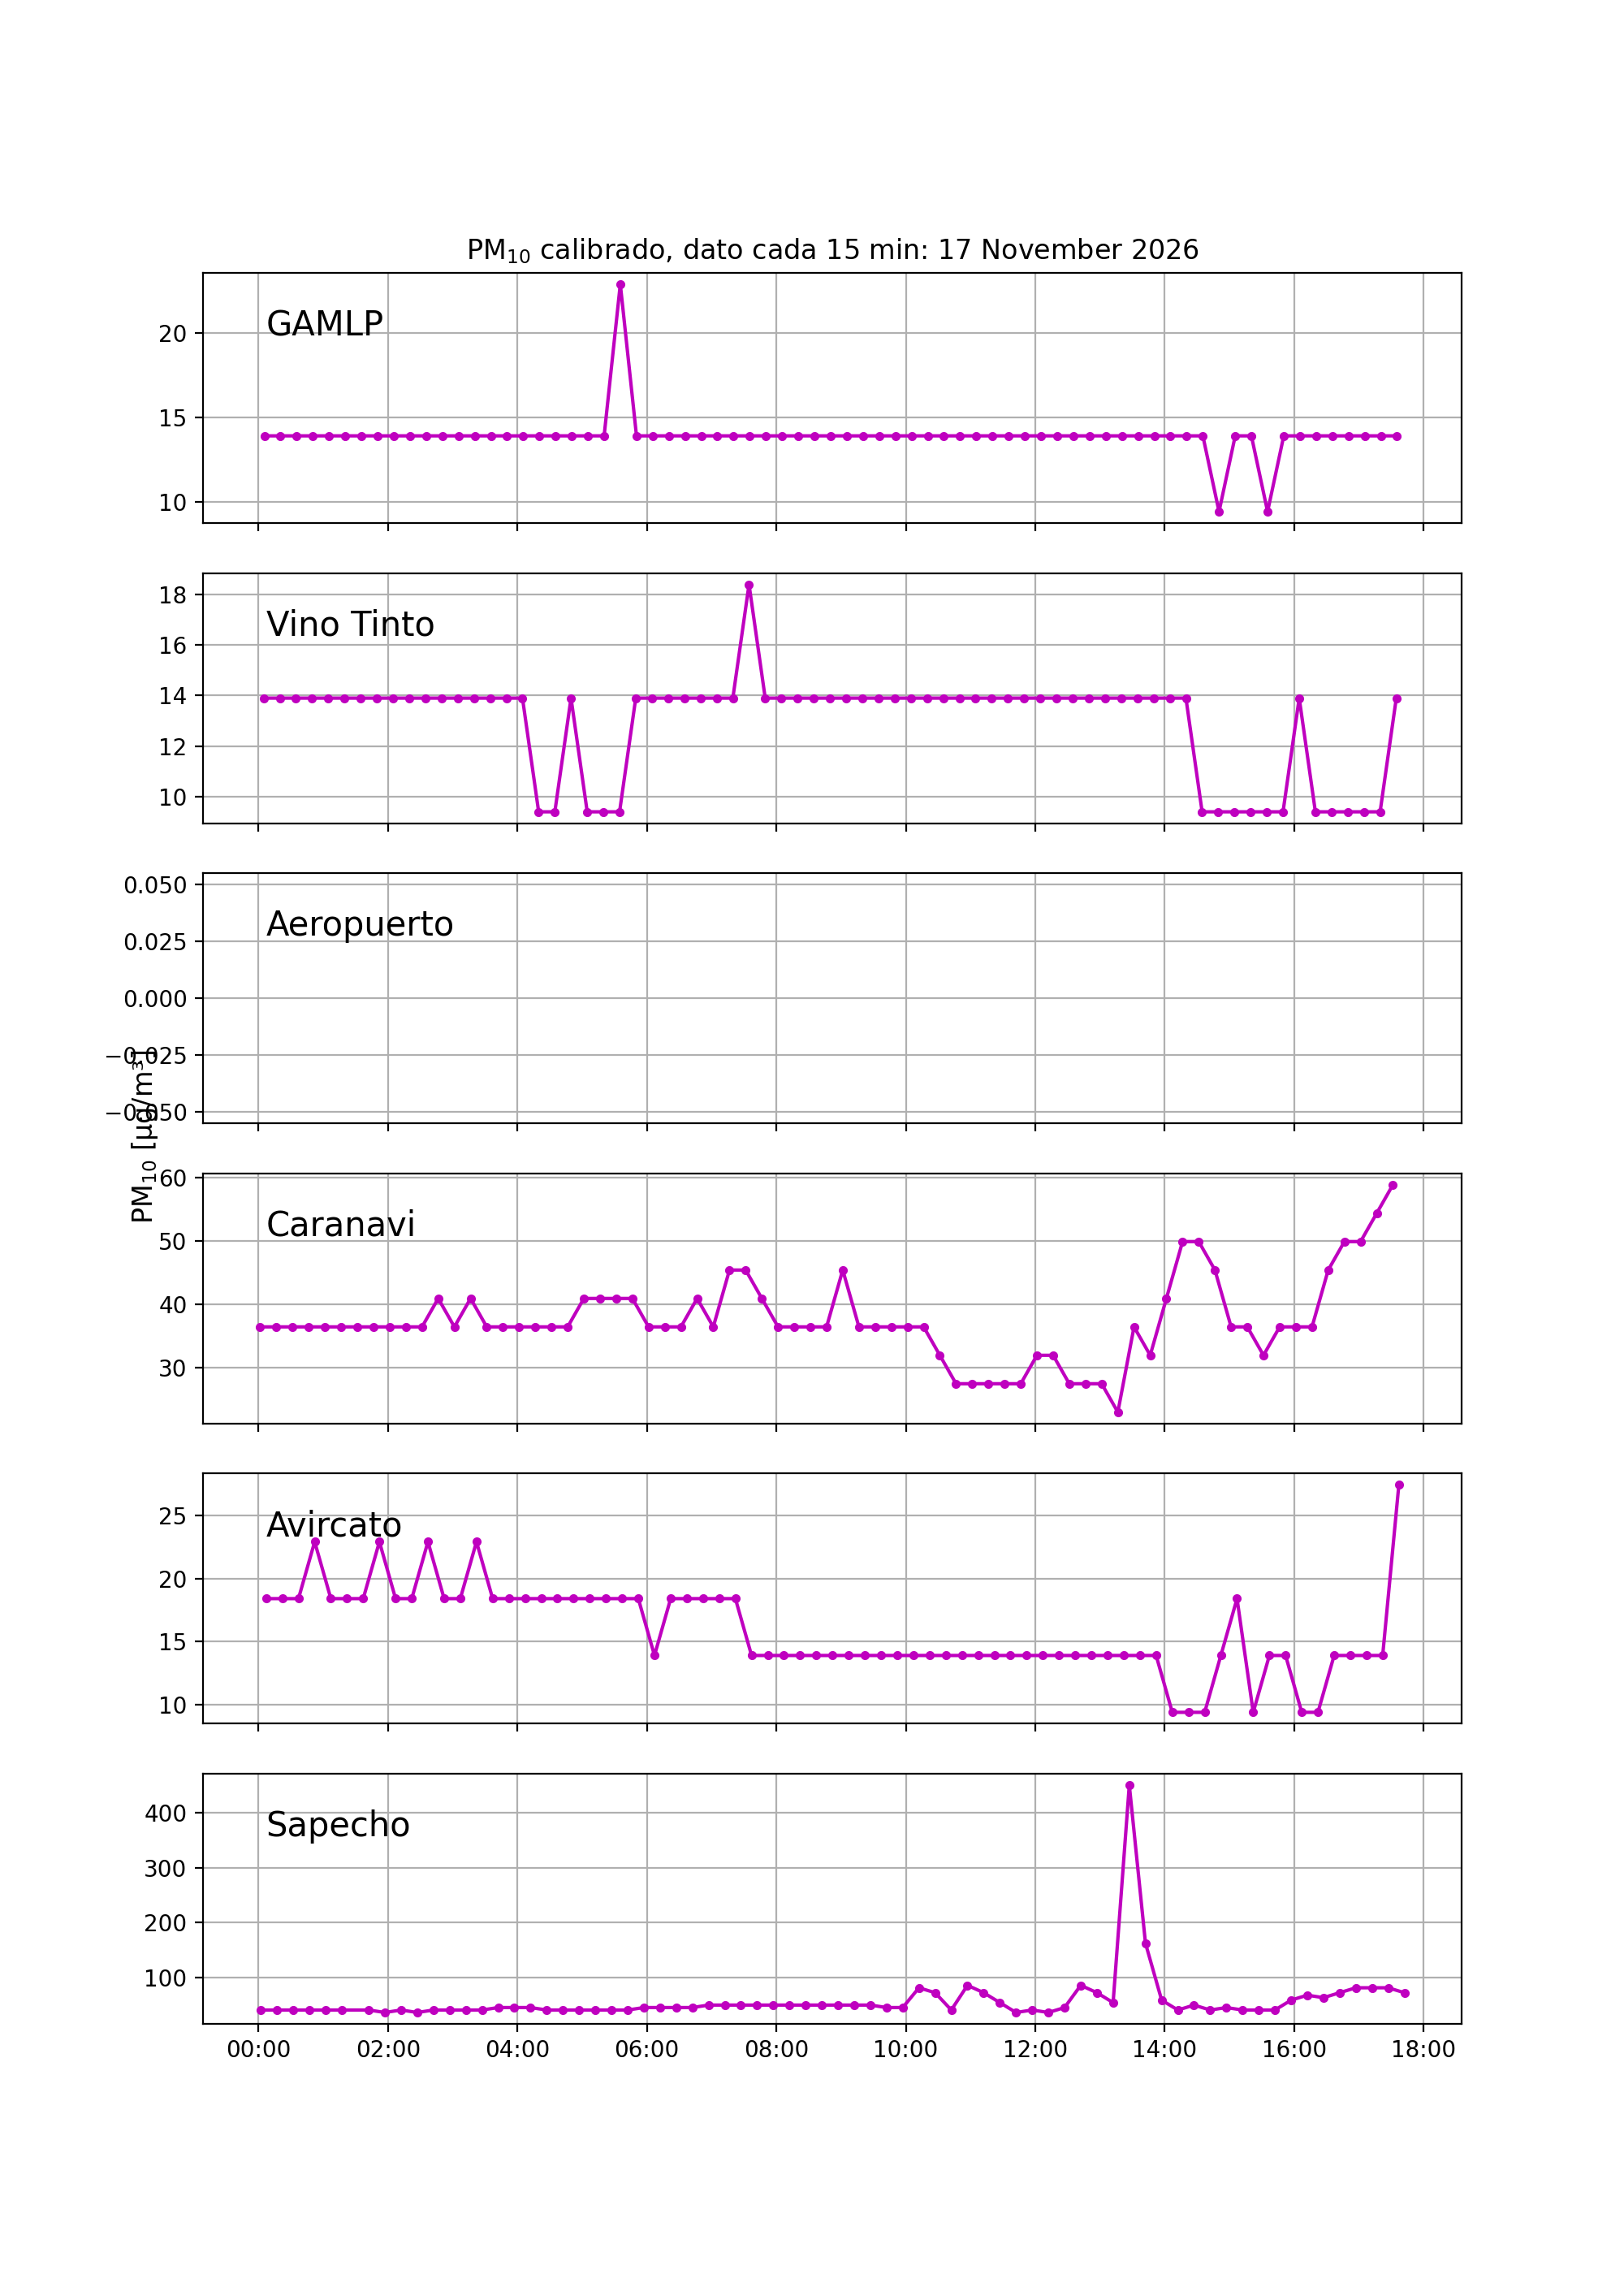 PM₁₀ calibrado, dato cada 15 min: 17 November 2026
GAMLP
20
15
10
Vino Tinto
18
16
14
12
10
Aeropuerto
0.050
0.025
0.000
−0.025
−0.050
PM₁₀ [µg/m³]
Caranavi
60
50
40
30
Avircato
25
20
15
10
Sapecho
400
300
200
100
00:00 02:00 04:00 06:00 08:00 10:00 12:00 14:00 16:00 18:00